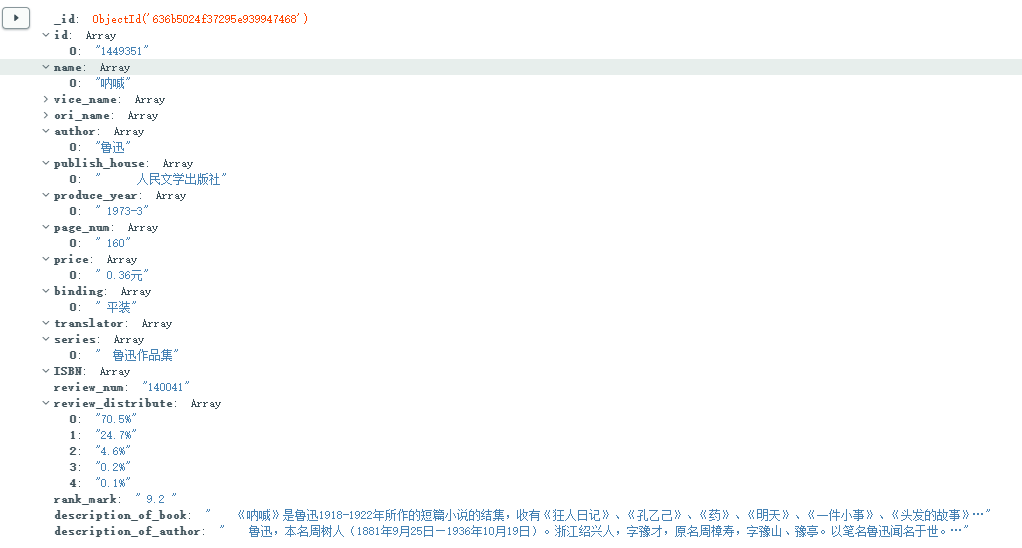 _id: ObjectId('636b5024f37295e939947468')
id: Array
0: "1449351"
name: Array
0: "呐喊"
vice_name: Array
ori_name: Array
author: Array
0: "鲁迅"
publish_house: Array
0: " 人民文学出版社"
produce_year: Array
0: " 1973-3"
page_num: Array
0: " 160"
price: Array
0: " 0.36元"
binding: Array
0: " 平装"
translator: Array
series: Array
0: " 鲁迅作品集"
ISBN: Array
review_num: "140041"
review_distribute: Array
0: "70.5%"
1: "24.7%"
2: "4.6%"
3: "0.2%"
4: "0.1%"
rank_mark: " 9.2 "
description_of_book: " 《呐喊》是鲁迅1918-1922年所作的短篇小说的结集，收有《狂人日记》、《孔乙己》、《药》、《明天》、《一件小事》、《头发的故事》…"
description_of_author: " 鲁迅，本名周树人（1881年9月25日—1936年10月19日）。浙江绍兴人，字豫才，原名周樟寿，字豫山、豫亭。以笔名鲁迅闻名于世。…"